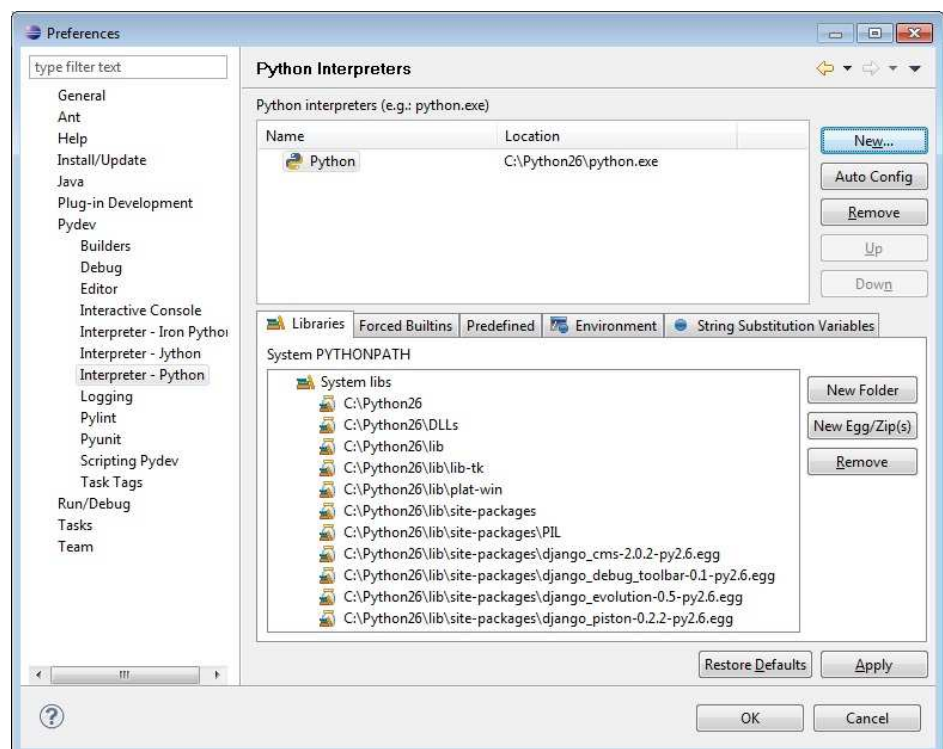 Preferences
type filter text
General
Ant
Help
Install/Update
Java
Plug-in Development
Pydev
Builders
Debug
Editor
Interactive Console
Interpreter - Iron Pytho
Interpreter - Jython
Interpreter - Python
Logging
Pylint
Pyunit
Scripting Pydev
Task Tags
Run/Debug
Tasks
Team
Python Interpreters
Python interpreters (e.g.: python.exe)
Name Location
Python C:\Python26\python.exe
New...
Auto Config
Remove
Up
Down
Libraries Forced Builtins Predefined Environment String Substitution Variables
System PYTHONPATH
System libs
C:\Python26
C:\Python26\DLLs
C:\Python26\lib
C:\Python26\lib\lib-tk
C:\Python26\lib\plat-win
C:\Python26\lib\site-packages
C:\Python26\lib\site-packages\PIL
C:\Python26\lib\site-packages\django_cms-2.0.2-py2.6.egg
C:\Python26\lib\site-packages\django_debug_toolbar-0.1-py2.6.egg
C:\Python26\lib\site-packages\django_evolution-0.5-py2.6.egg
C:\Python26\lib\site-packages\django_piston-0.2.2-py2.6.egg
New Folder
New Egg/Zip(s)
Remove
Restore Defaults Apply
OK Cancel